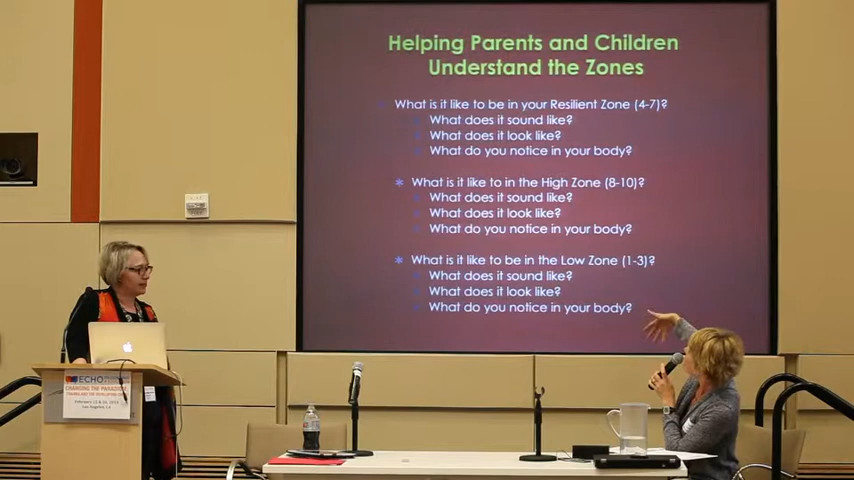 Helping Parents and Children
Understand the Zones
What is it like to be in your Resilient Zone (4-7)?
What does it sound like?
What does it look like?
What do you notice in your body?
* What is it like to in the High Zone (8-10)?
What does it sound like?
What does it look like?
What do you notice in your body?
* What is it like to be in the Low Zone (1-3)?
What does it sound like?
What does it look like?
What do you notice in your body?
ECHO
CHANGING THE PARADIGM